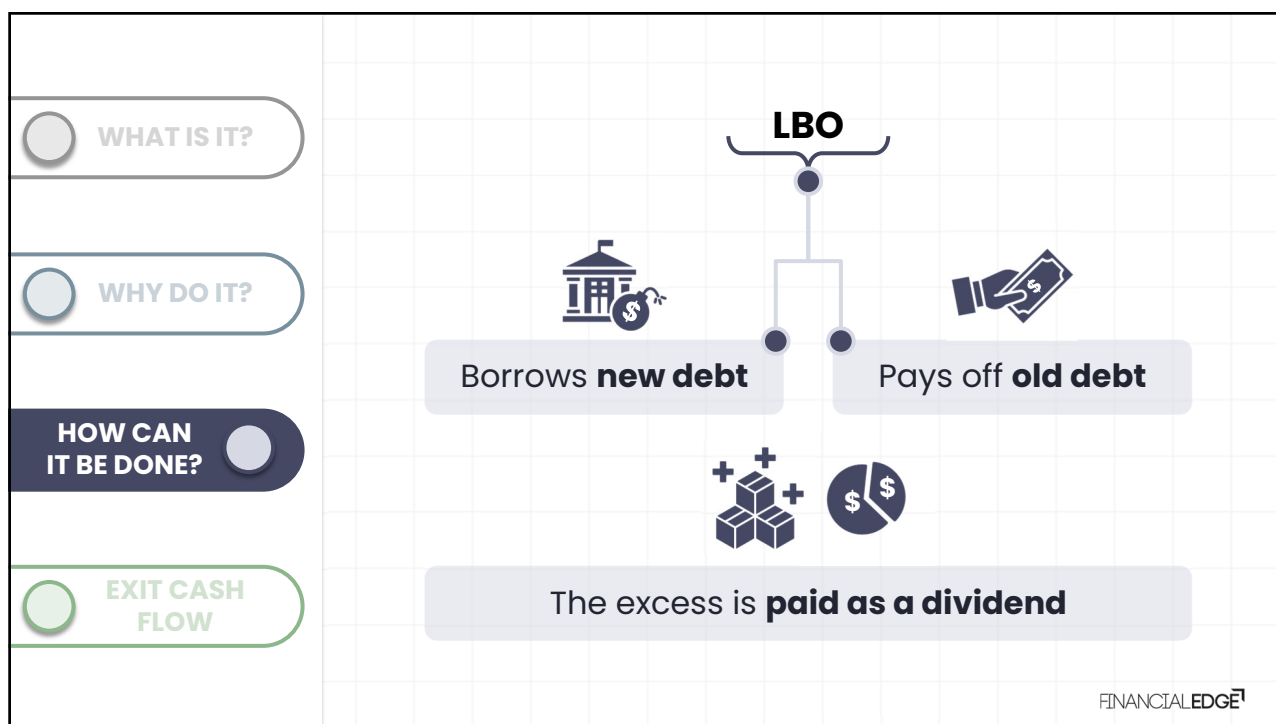 WHAT IS IT?
WHY DO IT?
HOW CAN
IT BE DONE?
EXIT CASH
FLOW
LBO
$
$
Borrows new debt
Pays off old debt
$
$
The excess is paid as a dividend
FINANCIALEDGE